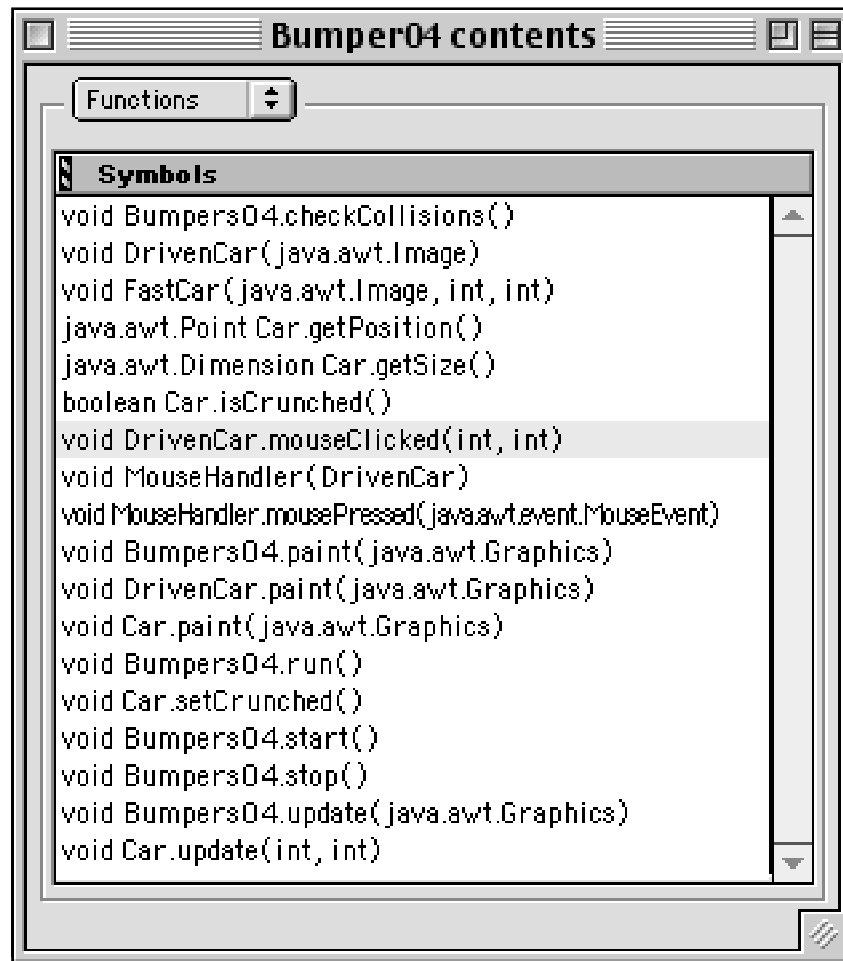 Bumper04 contents
Functions
Symbols
void Bumpers04.checkCollisions()
void DrivenCar(java.awt.Image)
void FastCar(java.awt.Image, int, int)
java.awt.Point Car.getPosition()
java.awt.Dimension Car.getSize()
boolean Car.isCrunched()
void DrivenCar.mouseClicked(int, int)
void MouseHandler(DrivenCar)
void MouseHandler.mousePressed(java.awt.event.MouseEvent)
void Bumpers04.paint(java.awt.Graphics)
void DrivenCar.paint(java.awt.Graphics)
void Car.paint(java.awt.Graphics)
void Bumpers04.run()
void Car.setCrunched()
void Bumpers04.start()
void Bumpers04.stop()
void Bumpers04.update(java.awt.Graphics)
void Car.update(int, int)